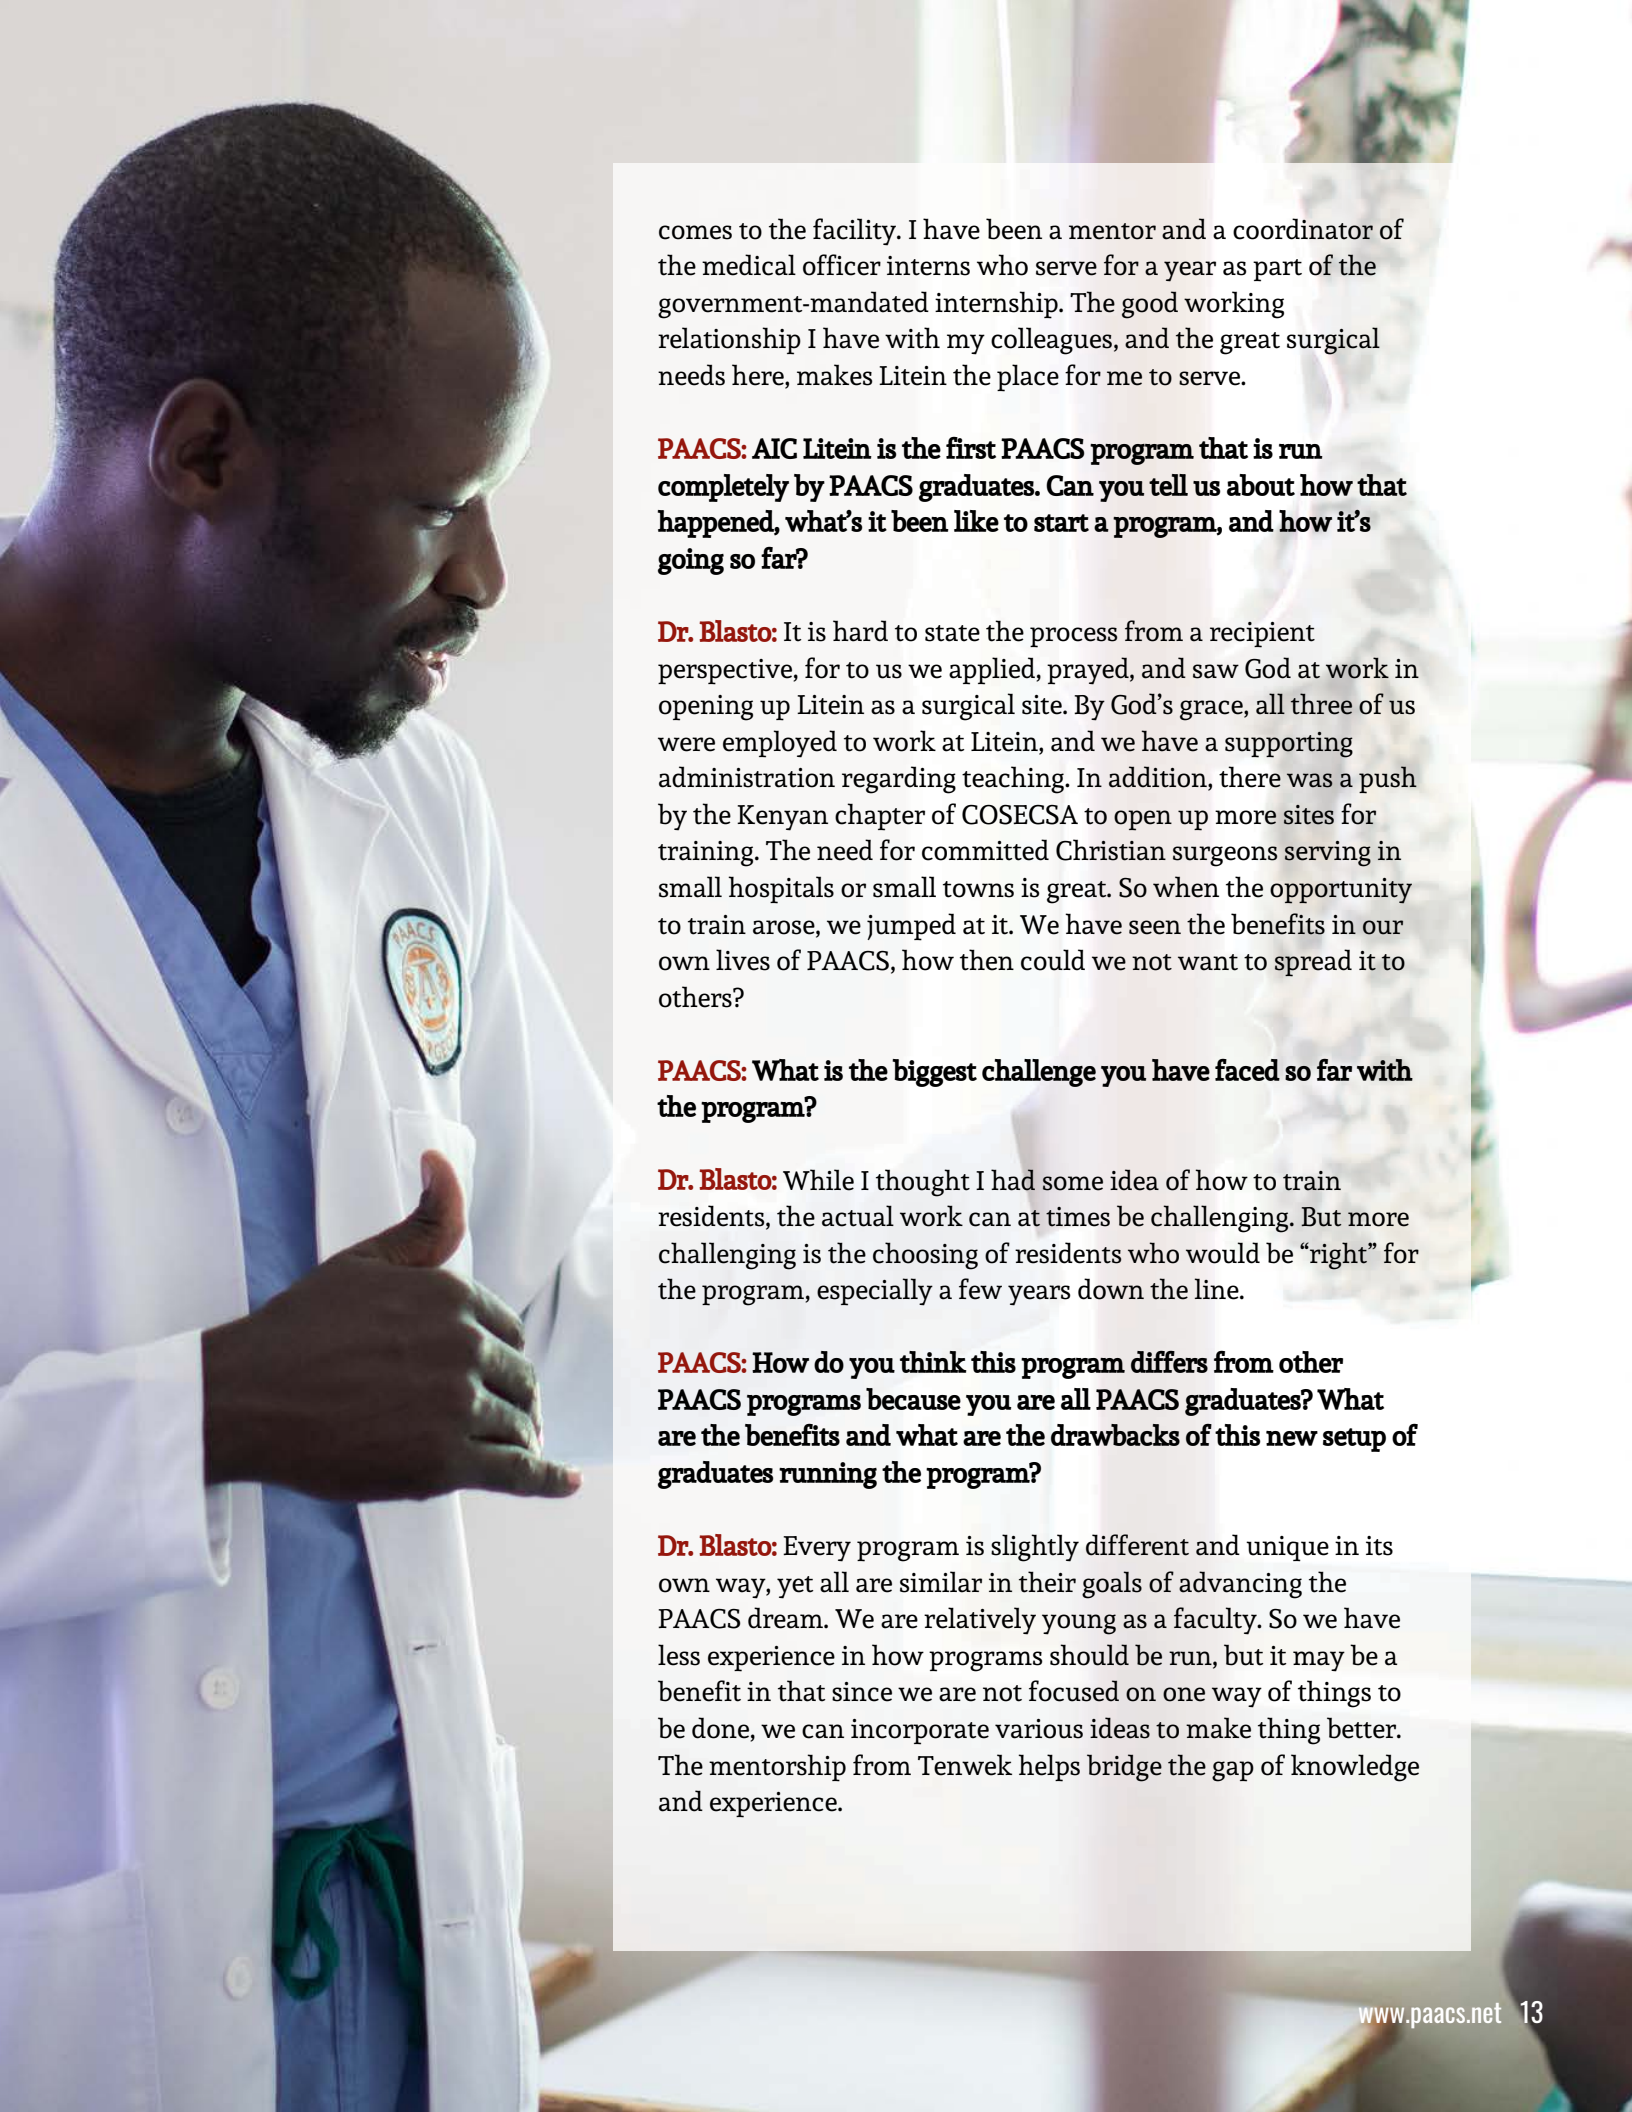 comes to the facility. I have been a mentor and a coordinator of
the medical officer interns who serve for a year as part of the
government-mandated internship. The good working
relationship I have with my colleagues, and the great surgical
needs here, makes Litein the place for me to serve.
PAACS: AIC Litein is the first PAACS program that is run
completely by PAACS graduates. Can you tell us about how that
happened, what’s it been like to start a program, and how it’s
going so far?
Dr. Blasto: It is hard to state the process from a recipient
perspective, for to us we applied, prayed, and saw God at work in
opening up Litein as a surgical site. By God’s grace, all three of us
were employed to work at Litein, and we have a supporting
administration regarding teaching. In addition, there was a push
by the Kenyan chapter of COSECSA to open up more sites for
training. The need for committed Christian surgeons serving in
small hospitals or small towns is great. So when the opportunity
to train arose, we jumped at it. We have seen the benefits in our
own lives of PAACS, how then could we not want to spread it to
others?
PAACS: What is the biggest challenge you have faced so far with
the program?
Dr. Blasto: While I thought I had some idea of how to train
residents, the actual work can at times be challenging. But more
challenging is the choosing of residents who would be “right” for
the program, especially a few years down the line.
PAACS: How do you think this program differs from other
PAACS programs because you are all PAACS graduates? What
are the benefits and what are the drawbacks of this new setup of
graduates running the program?
Dr. Blasto: Every program is slightly different and unique in its
own way, yet all are similar in their goals of advancing the
PAACS dream. We are relatively young as a faculty. So we have
less experience in how programs should be run, but it may be a
benefit in that since we are not focused on one way of things to
be done, we can incorporate various ideas to make thing better.
The mentorship from Tenwek helps bridge the gap of knowledge
and experience.
PAACS
www.paacs.net 13